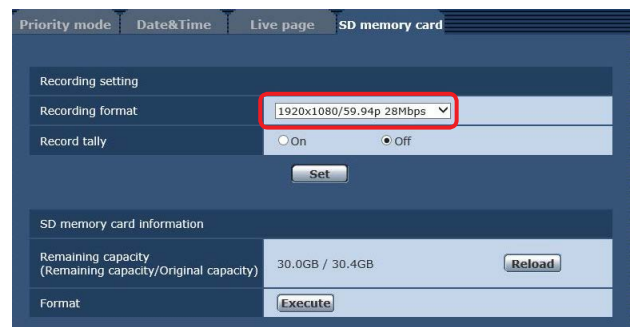 Priority mode Date&Time Live page SD memory card
Recording setting
Recording format 1920x1080/59.94p 28Mbps
Record tally On Off
Set
SD memory card information
Remaining capacity
(Remaining capacity/Original capacity) 30.0GB / 30.4GB Reload
Format Execute